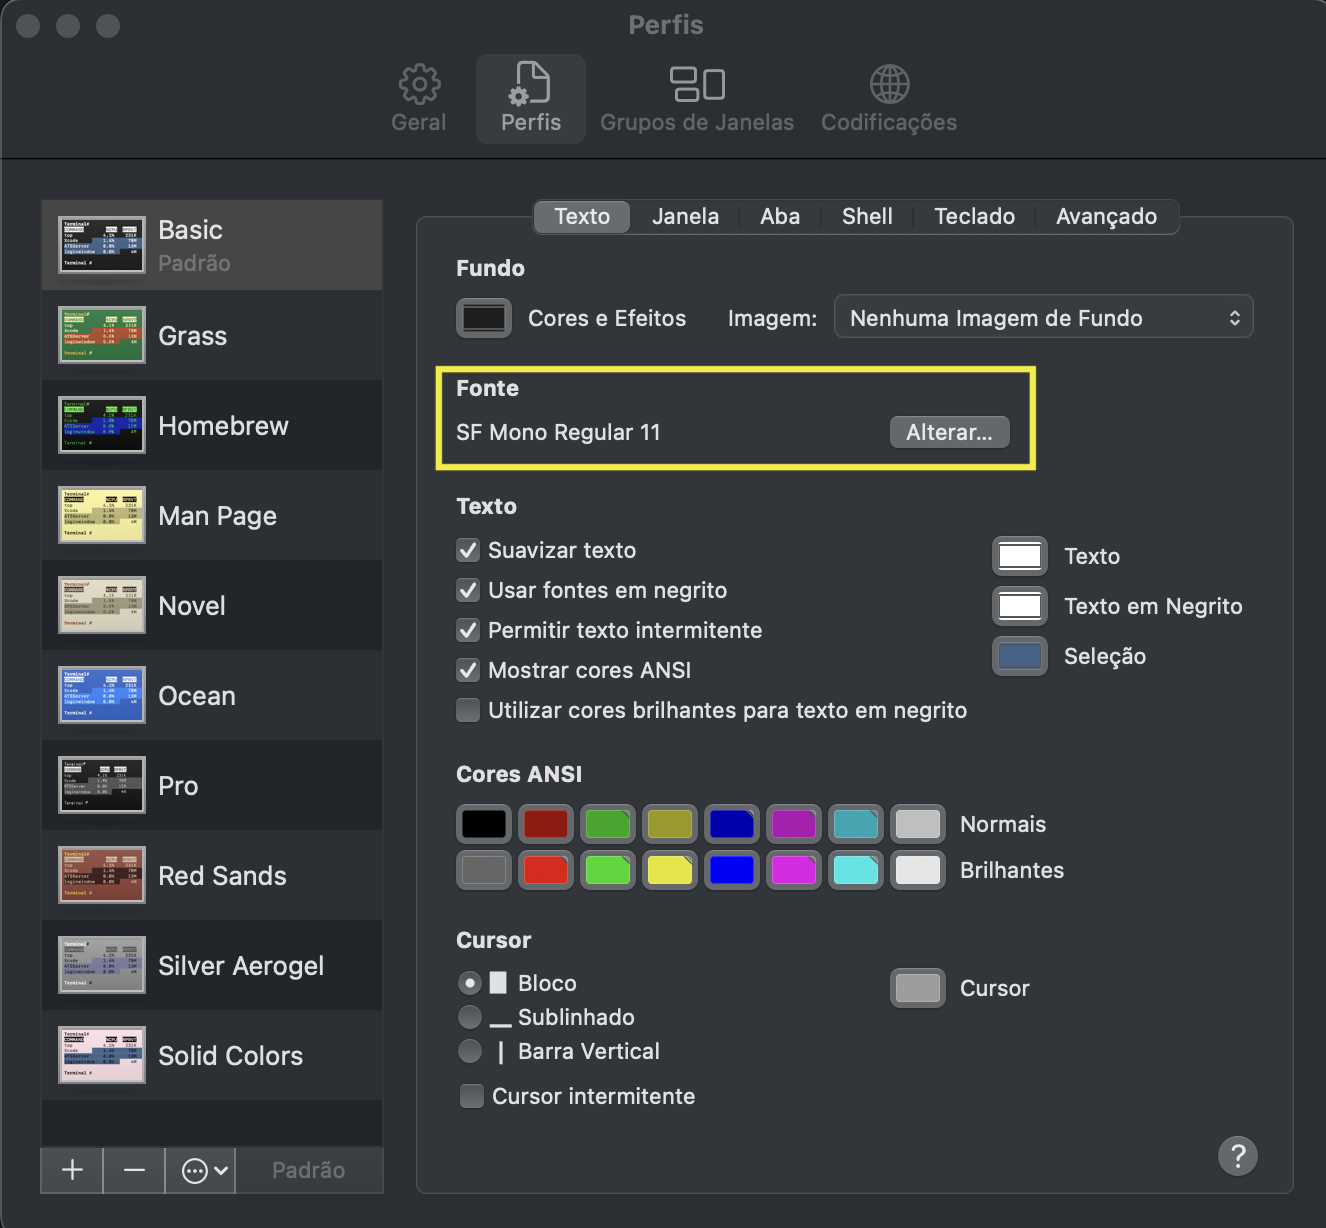 Perfis
Geral
Perfis
Grupos de Janelas
Codificações
Basic
Padrão
Grass
Homebrew
Man Page
Novel
Ocean
Pro
Red Sands
Silver Aerogel
Solid Colors
Padrão
Texto
Janela
Aba
Shell
Teclado
Avançado
Fundo
Cores e Efeitos
Imagem:
Nenhuma Imagem de Fundo
Fonte
SF Mono Regular 11
Alterar...
Texto
Suavizar texto
Usar fontes em negrito
Permitir texto intermitente
Mostrar cores ANSI
Utilizar cores brilhantes para texto em negrito
Texto
Texto em Negrito
Seleção
Cores ANSI
Normais
Brilhantes
Cursor
Bloco
Sublinhado
Barra Vertical
Cursor intermitente
Cursor
?